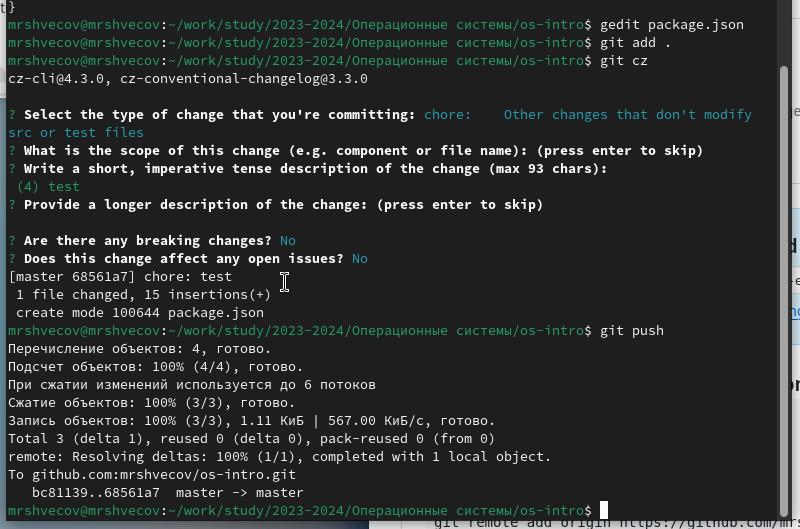 }
mrshvecov@mrshvecov:~/work/study/2023-2024/Операционные системы/os-intro$ gedit package.json
mrshvecov@mrshvecov:~/work/study/2023-2024/Операционные системы/os-intro$ git add .
mrshvecov@mrshvecov:~/work/study/2023-2024/Операционные системы/os-intro$ git cz
cz-cli@4.3.0, cz-conventional-changelog@3.3.0
? Select the type of change that you're committing: chore:    Other changes that don't modify
src or test files
? What is the scope of this change (e.g. component or file name): (press enter to skip)
? Write a short, imperative tense description of the change (max 93 chars):
 (4) test
? Provide a longer description of the change: (press enter to skip)
? Are there any breaking changes? No
? Does this change affect any open issues? No
[master 68561a7] chore: test
 1 file changed, 15 insertions(+)
 create mode 100644 package.json
mrshvecov@mrshvecov:~/work/study/2023-2024/Операционные системы/os-intro$ git push
Перечисление объектов: 4, готово.
Подсчет объектов: 100% (4/4), готово.
При сжатии изменений используется до 6 потоков
Сжатие объектов: 100% (3/3), готово.
Запись объектов: 100% (3/3), 1.11 КиБ | 567.00 КиБ/с, готово.
Total 3 (delta 1), reused 0 (delta 0), pack-reused 0 (from 0)
remote: Resolving deltas: 100% (1/1), completed with 1 local object.
To github.com:mrshvecov/os-intro.git
   bc81139..68561a7  master -> master
mrshvecov@mrshvecov:~/work/study/2023-2024/Операционные системы/os-intro$